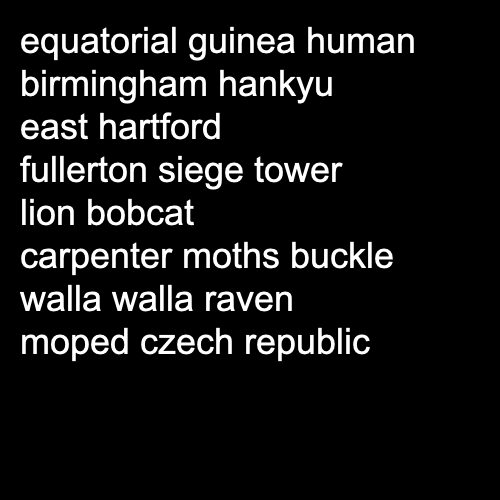 equatorial guinea human
birmingham hankyu
east hartford
fullerton siege tower
lion bobcat
carpenter moths buckle
walla walla raven
moped czech republic